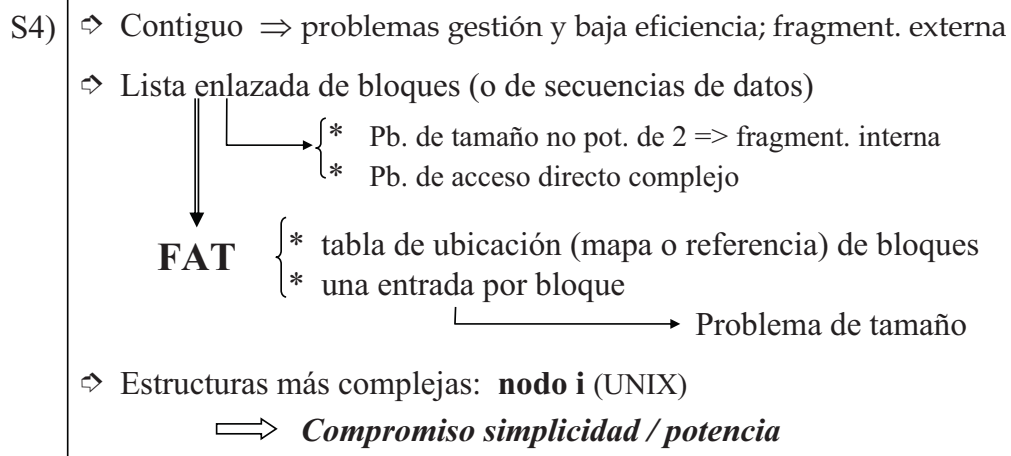 S4) ➪ Contiguo ⇒ problemas gestión y baja eficiencia; fragment. externa
➪ Lista enlazada de bloques (o de secuencias de datos)
* Pb. de tamaño no pot. de 2 => fragment. interna
* Pb. de acceso directo complejo
FAT
* tabla de ubicación (mapa o referencia) de bloques
* una entrada por bloque
Problema de tamaño
➪ Estructuras más complejas: nodo i (UNIX)
Compromiso simplicidad / potencia